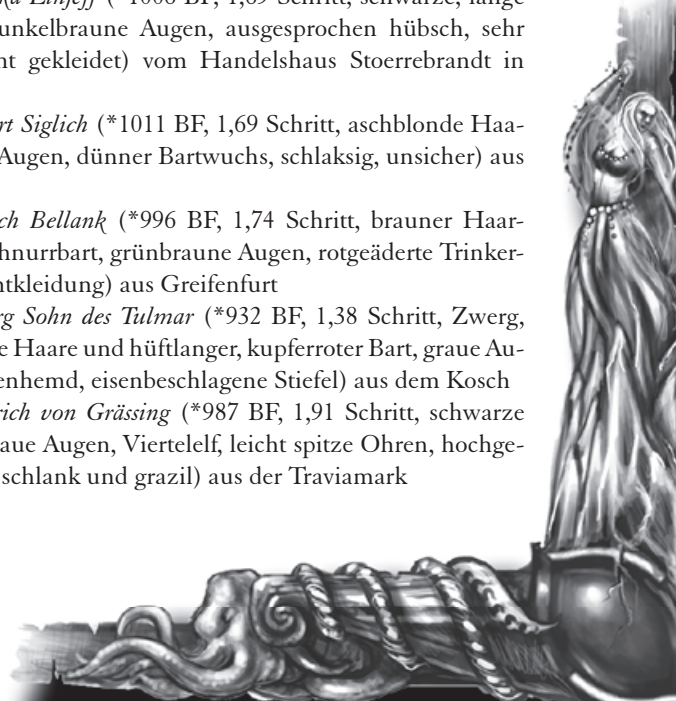 unkelbraune Augen, ausgesprochen hübsch, sehr
nt gekleidet) vom Handelshaus Stoerrebrandt in
rt Siglich (*1011 BF, 1,69 Schritt, aschblonde Haa-
Augen, dünner Bartwuchs, schlaksig, unsicher) aus
ch Bellank (*996 BF, 1,74 Schritt, brauner Haar-
hnurrbart, grünbraune Augen, rotgeäderte Trinker-
ntkleidung) aus Greifenfurt
rg Sohn des Tulmar (*932 BF, 1,38 Schritt, Zwerg,
e Haare und hüftlanger, kupferroter Bart, graue Au-
enhemd, eisenbeschlagene Stiefel) aus dem Kosch
rich von Grässing (*987 BF, 1,91 Schritt, schwarze
aue Augen, Viertelelf, leicht spitze Ohren, hochge-
schlank und grazil) aus der Traviamark